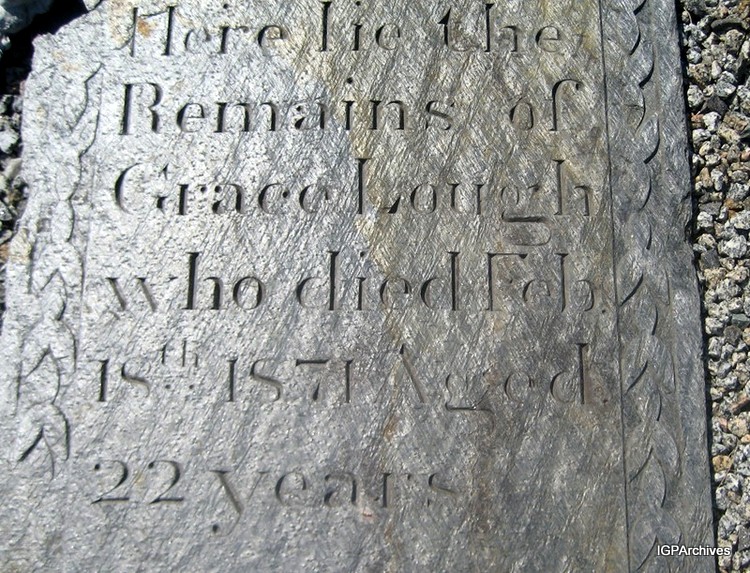 Here lie the
Remains of
Grace Lough
who died Feb.
18th 1871 Aged.
22 years
IGPArchives